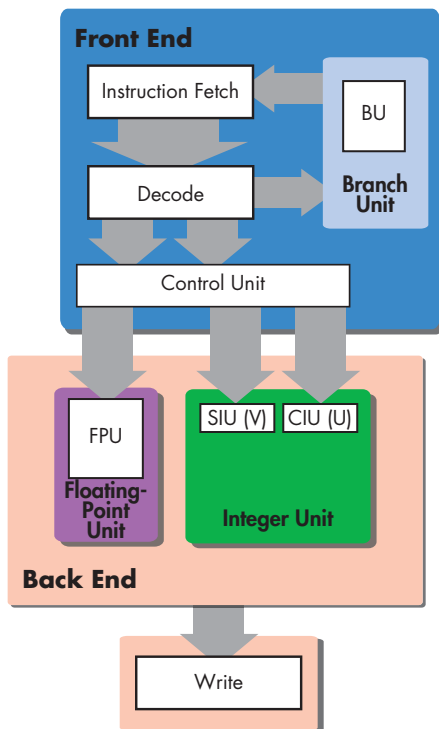 Front End
Instruction Fetch
BU
Decode
Branch
Unit
Control Unit
FPU
SIU (V)
CIU (U)
Floating-
Point
Unit
Integer Unit
Back End
Write